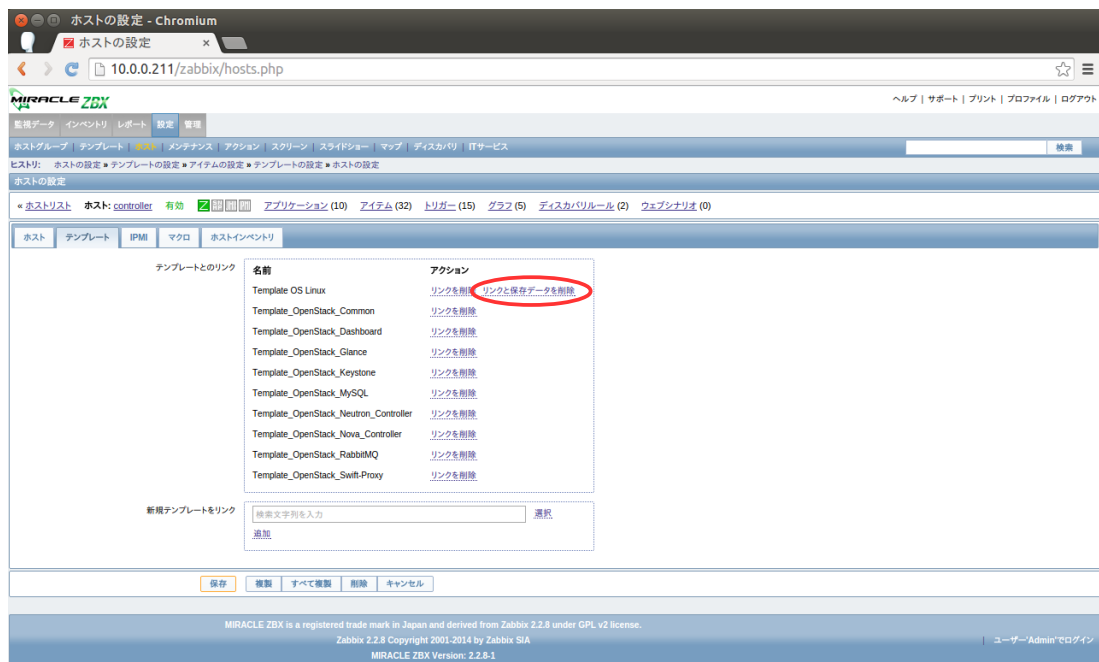 ホストの設定 - Chromium
ホストの設定 ×
10.0.0.211/zabbix/hosts.php
MIRACLE ZBX
ヘルプ | サポート | プリント | プロファイル | ログアウト
監視データ インベントリ レポート 設定 管理
ホストグループ | テンプレート | ホスト | メンテナンス | アクション | スクリーン | スライドショー | マップ | ディスカバリ | ITサービス
検索
ヒストリ: ホストの設定 » テンプレートの設定 » アイテムの設定 » テンプレートの設定 » ホストの設定
ホストの設定
« ホストリスト ホスト: controller 有効 Z アプリケーション (10) アイテム (32) トリガー (15) グラフ (5) ディスカバリルール (2) ウェブシナリオ (0)
ホスト テンプレート IPMI マクロ ホストインベントリ
テンプレートとのリンク
名前 アクション
Template OS Linux リンクを削除 リンクと保存データを削除
Template_OpenStack_Common リンクを削除
Template_OpenStack_Dashboard リンクを削除
Template_OpenStack_Glance リンクを削除
Template_OpenStack_Keystone リンクを削除
Template_OpenStack_MySQL リンクを削除
Template_OpenStack_Neutron_Controller リンクを削除
Template_OpenStack_Nova_Controller リンクを削除
Template_OpenStack_RabbitMQ リンクを削除
Template_OpenStack_Swift-Proxy リンクを削除
新規テンプレートをリンク
検索文字列を入力 選択
追加
保存 複製 すべて複製 削除 キャンセル
MIRACLE ZBX is a registered trade mark in Japan and derived from Zabbix 2.2.8 under GPL v2 license.
Zabbix 2.2.8 Copyright 2001-2014 by Zabbix SIA
MIRACLE ZBX Version: 2.2.8-1
| ユーザー'Admin'でログイン